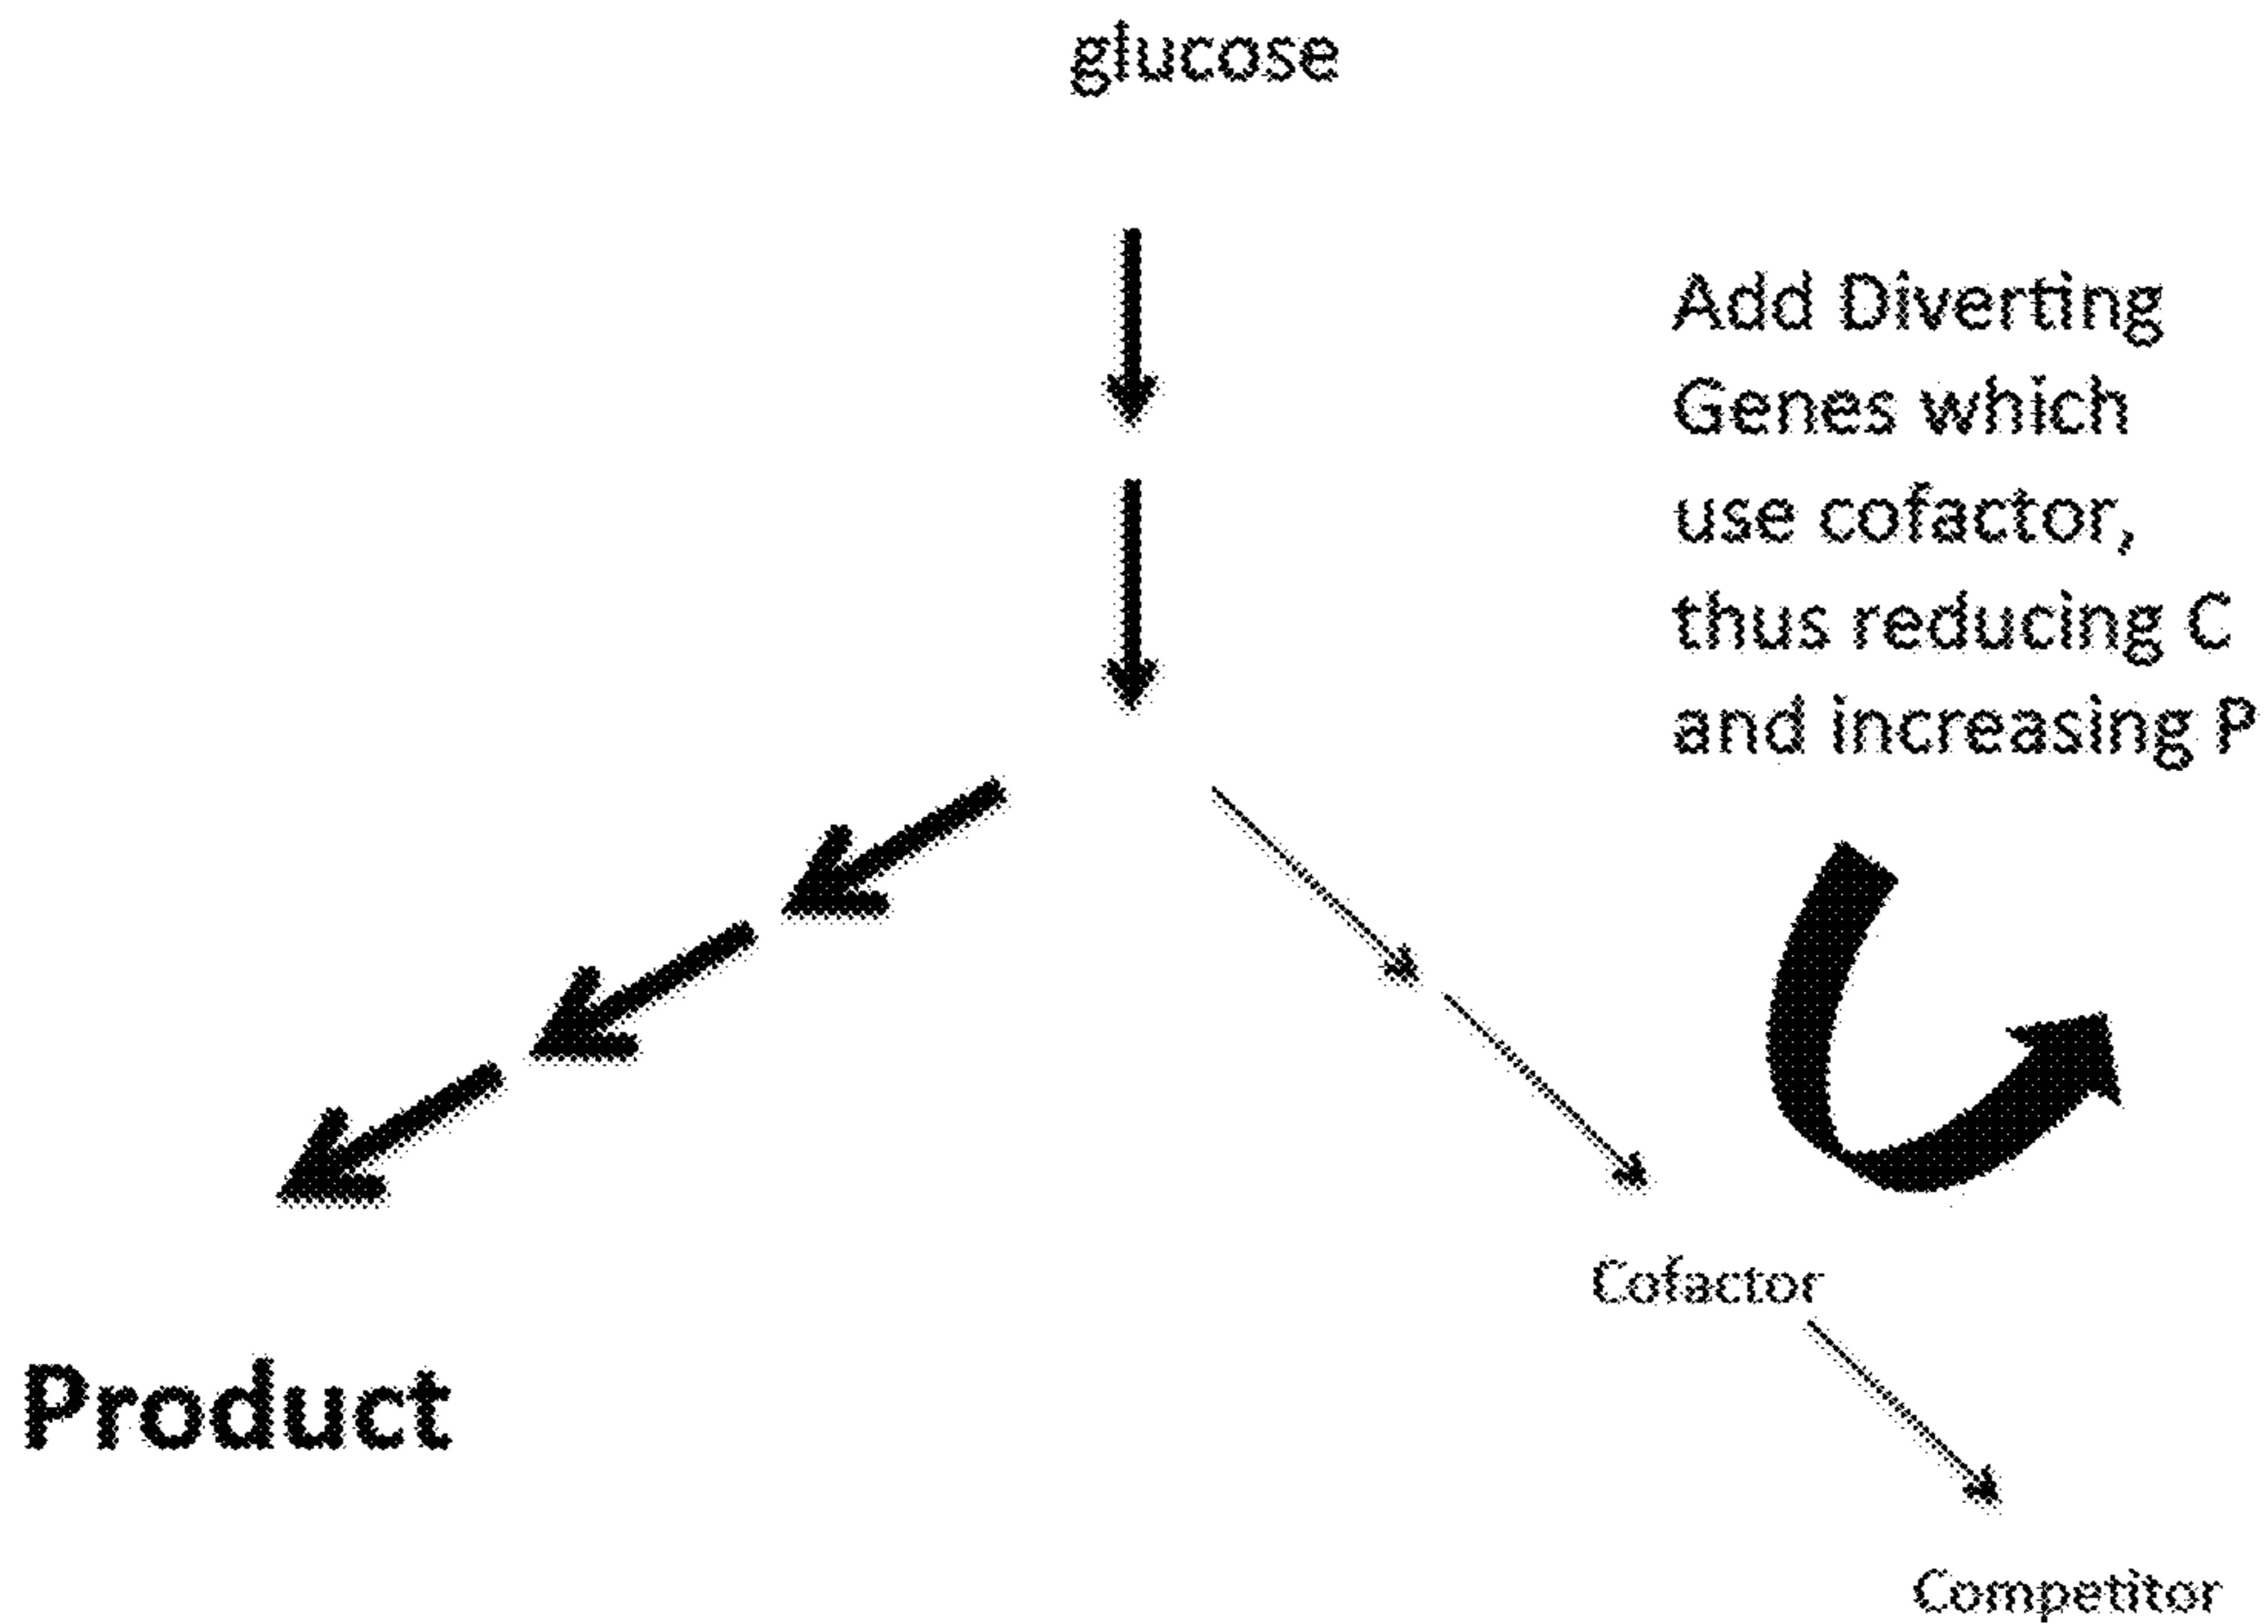 glucose
Add Diverting
Genes which
use cofactor,
thus reducing C
and increasing P
Cofactor
Product
Competitor